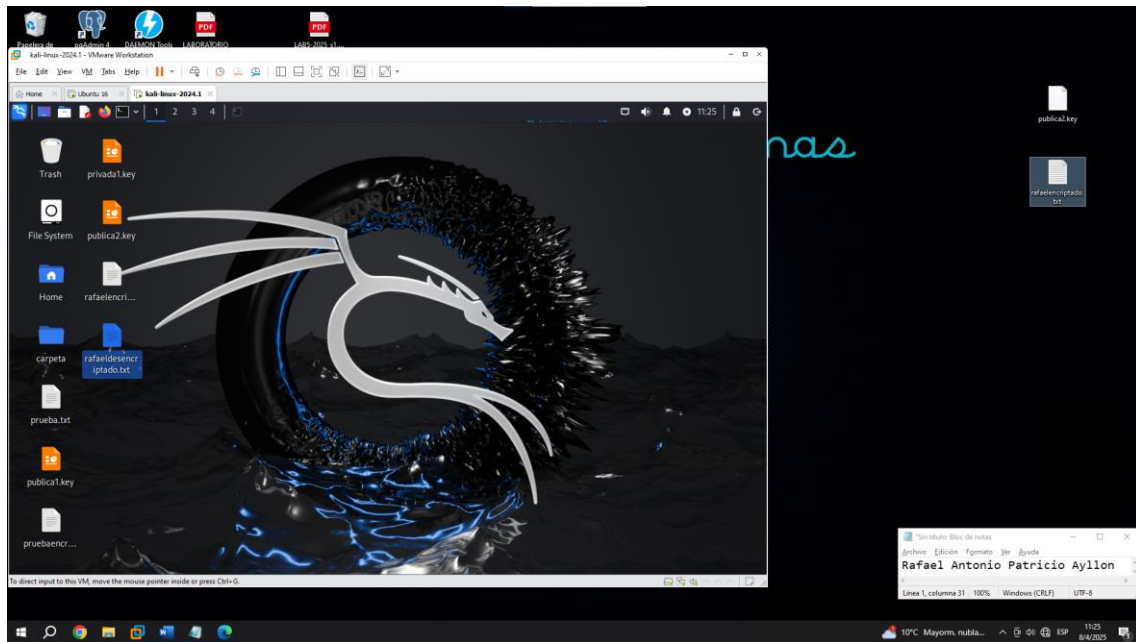 Papelera de
pgAdmin 4
DAEMON Tools
LABORATORIO
LAB5-2025_s1....
kali-linux-2024.1 - VMware Workstation
File Edit View VM Tabs Help
Home
Ubuntu 16
kali-linux-2024.1
1 2 3 4
11:25
Trash
privada1.key
File System
publica2.key
Home
rafaelencri...
carpeta
rafaeldesencr
iptado.txt
prueba.txt
publica1.key
pruebaencr...
To direct input to this VM, move the mouse pointer inside or press Ctrl+G.
nas
publica2.key
rafaelencriptado.
txt
*Sin título: Bloc de notas
Archivo Edición Formato Ver Ayuda
Rafael Antonio Patricio Ayllon
Línea 1, columna 31 100% Windows (CRLF) UTF-8
10°C Mayorm. nubla... ESP 11:25
8/4/2025